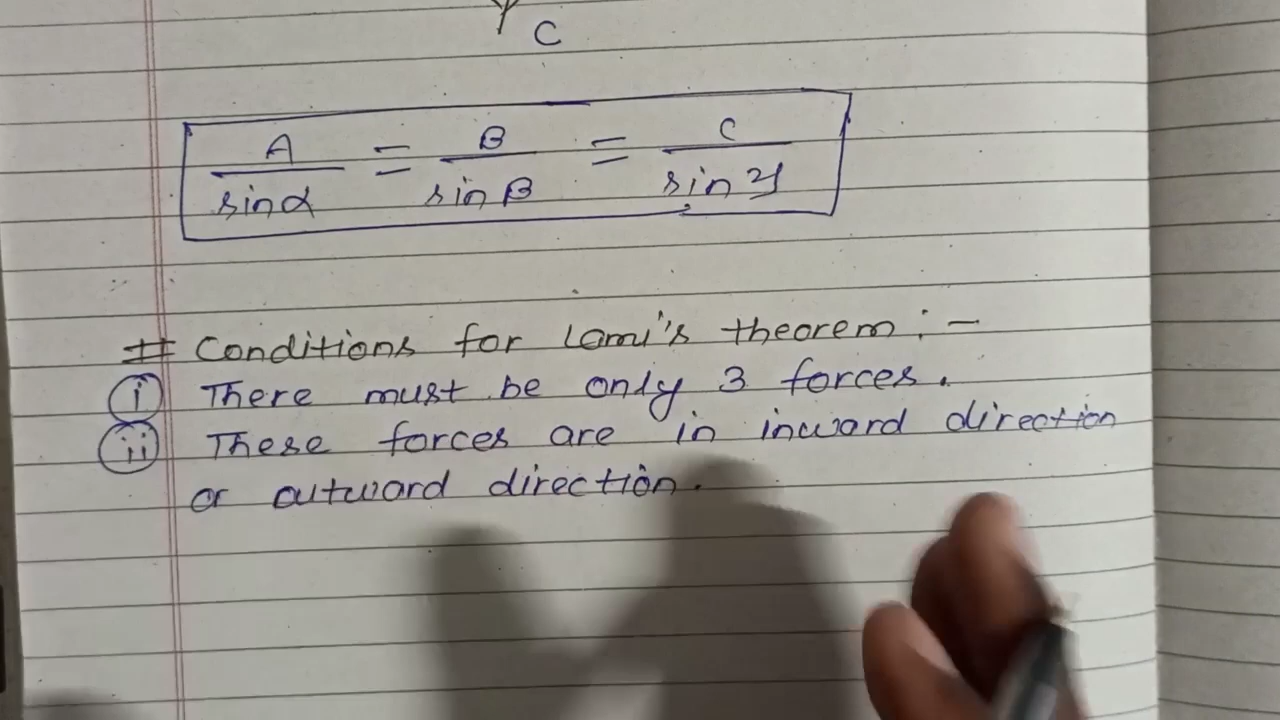 C
A/sinα = B/sinβ = C/sinγ
# Conditions for Lami's theorem :-
(i) There must be only 3 forces.
(ii) These forces are in inward direction
or outward direction.